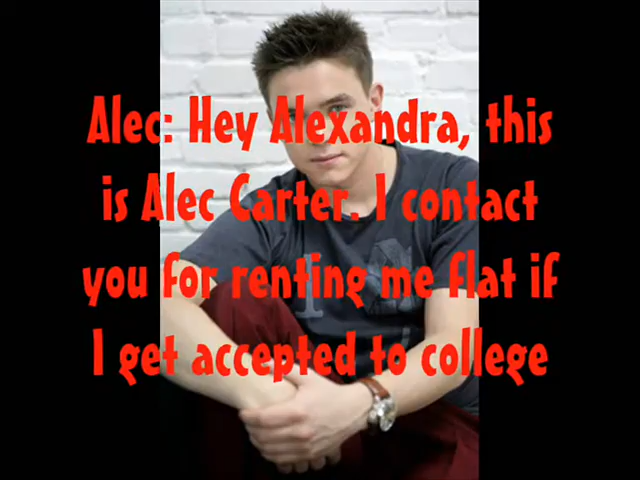 Alec: Hey Alexandra, this
is Alec Carter. I contact
you for renting me flat if
I get accepted to college